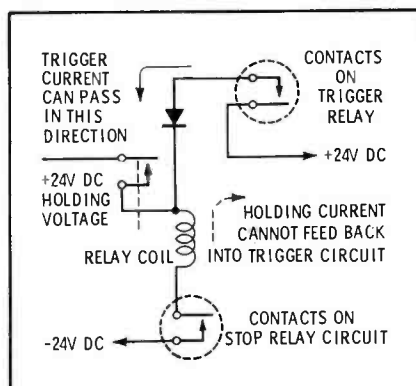 TRIGGER
CURRENT
CAN PASS
IN THIS
DIRECTION
CONTACTS
ON
TRIGGER
RELAY
+24V DC
+24V DC
HOLDING
VOLTAGE
HOLDING CURRENT
CANNOT FEED BACK
INTO TRIGGER CIRCUIT
RELAY COIL
CONTACTS ON
STOP RELAY CIRCUIT
-24V DC